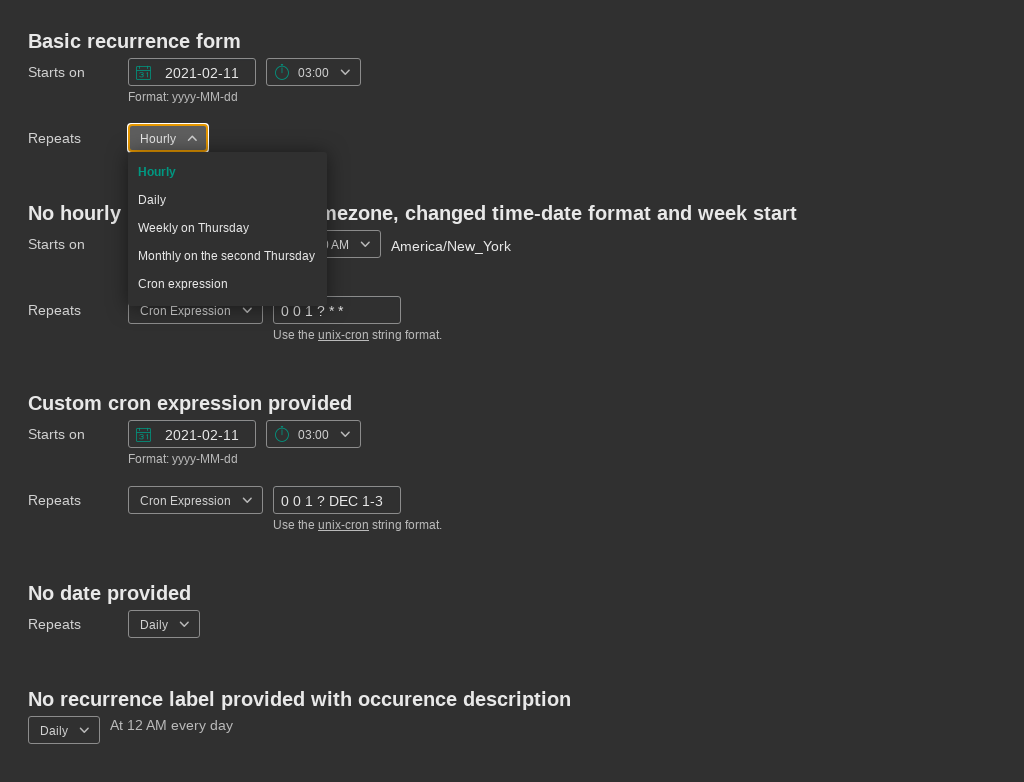 Basic recurrence form
Starts on
2021-02-11
03:00
Format: yyyy-MM-dd
Repeats
Hourly
Hourly
Daily
Weekly on Thursday
Monthly on the second Thursday
Cron expression
No hourly mezone, changed time-date format and week start
Starts on
AM
America/New_York
Repeats
Cron Expression
0 0 1 ? * *
Use the unix-cron string format.
Custom cron expression provided
Starts on
2021-02-11
03:00
Format: yyyy-MM-dd
Repeats
Cron Expression
0 0 1 ? DEC 1-3
Use the unix-cron string format.
No date provided
Repeats
Daily
No recurrence label provided with occurence description
Daily
At 12 AM every day